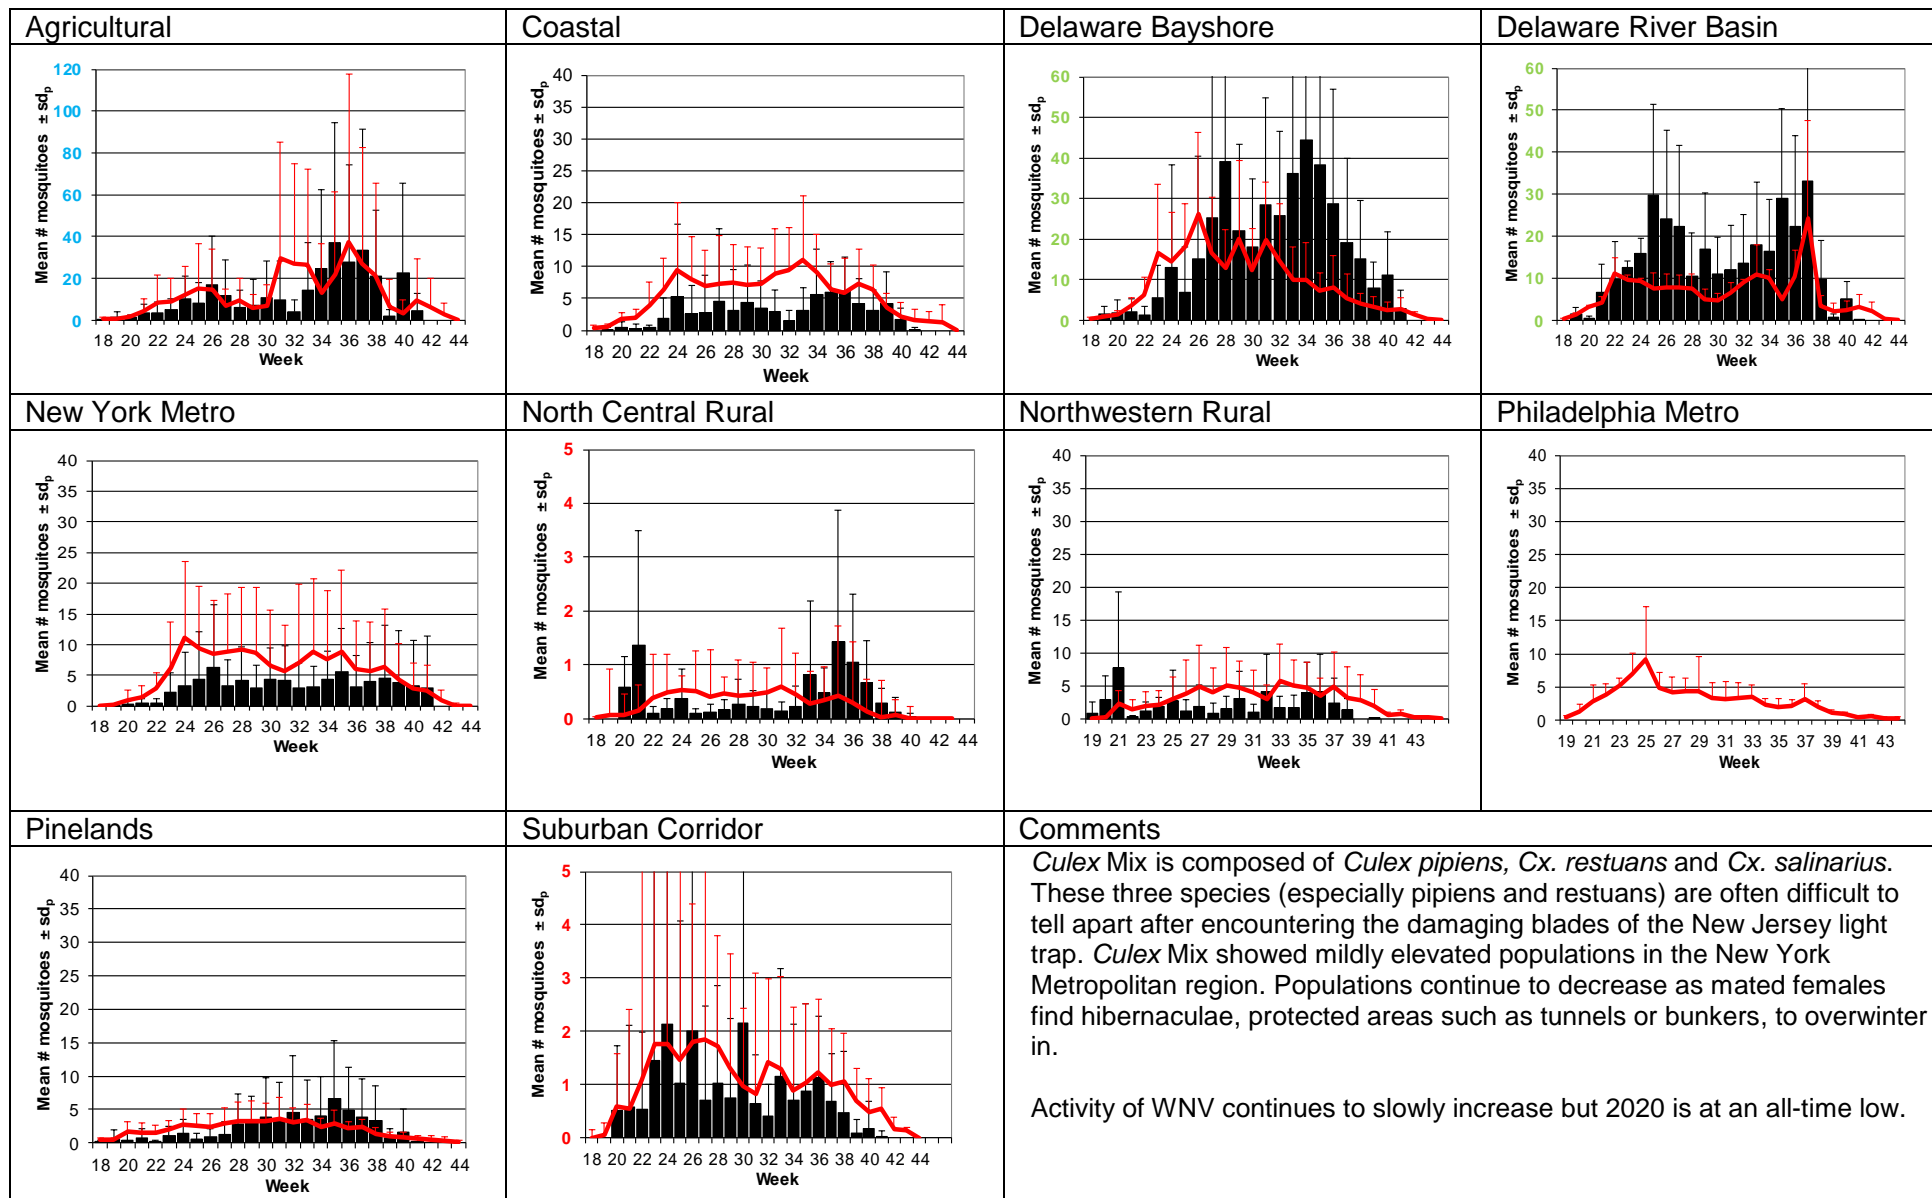 Agricultural
Mean # mosquitoes ± sdp
120
100
80
60
40
20
0
18 20 22 24 26 28 30 32 34 36 38 40 42 44
Week
Coastal
Mean # mosquitoes ± sdp
40
35
30
25
20
15
10
5
0
18 20 22 24 26 28 30 32 34 36 38 40 42 44
Week
Delaware Bayshore
Mean # mosquitoes ± sdp
60
50
40
30
20
10
0
18 20 22 24 26 28 30 32 34 36 38 40 42 44
Week
Delaware River Basin
Mean # mosquitoes ± sdp
60
50
40
30
20
10
0
18 20 22 24 26 28 30 32 34 36 38 40 42 44
Week
New York Metro
Mean # mosquitoes ± sdp
40
35
30
25
20
15
10
5
0
18 20 22 24 26 28 30 32 34 36 38 40 42 44
Week
North Central Rural
Mean # mosquitoes ± sdp
5
4
3
2
1
0
18 20 22 24 26 28 30 32 34 36 38 40 42 44
Week
Northwestern Rural
Mean # mosquitoes ± sdp
40
35
30
25
20
15
10
5
0
19 21 23 25 27 29 31 33 35 37 39 41 43
Week
Philadelphia Metro
Mean # mosquitoes ± sdp
40
35
30
25
20
15
10
5
0
19 21 23 25 27 29 31 33 35 37 39 41 43
Week
Pinelands
Mean # mosquitoes ± sdp
40
35
30
25
20
15
10
5
0
18 20 22 24 26 28 30 32 34 36 38 40 42 44
Week
Suburban Corridor
Mean # mosquitoes ± sdp
5
4
3
2
1
0
18 20 22 24 26 28 30 32 34 36 38 40 42 44
Week
Comments
Culex Mix is composed of Culex pipiens, Cx. restuans and Cx. salinarius.
These three species (especially pipiens and restuans) are often difficult to
tell apart after encountering the damaging blades of the New Jersey light
trap. Culex Mix showed mildly elevated populations in the New York
Metropolitan region. Populations continue to decrease as mated females
find hibernaculae, protected areas such as tunnels or bunkers, to overwinter
in.
Activity of WNV continues to slowly increase but 2020 is at an all-time low.